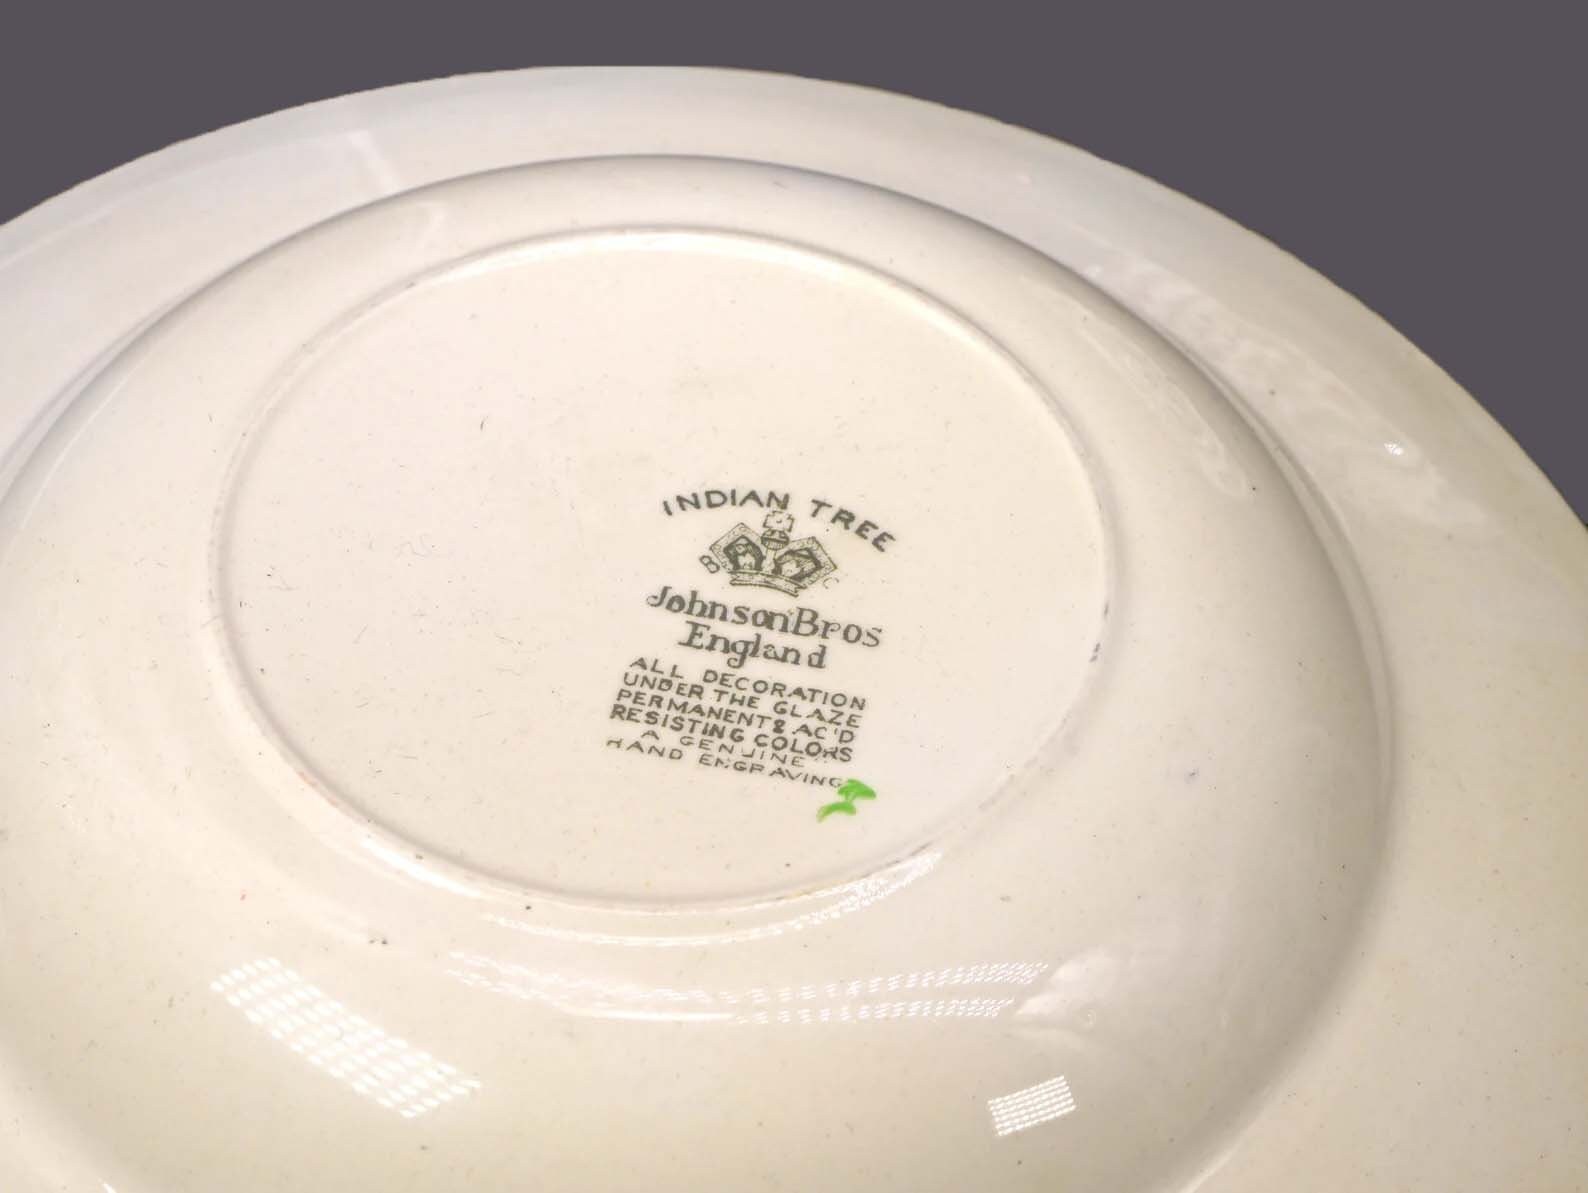 INDIAN TREE
B C
Johnson Bros
England
ALL DECORATION
UNDER THE GLAZE
PERMANENT & ACID
RESISTING COLORS
A GENUINE
HAND ENGRAVING